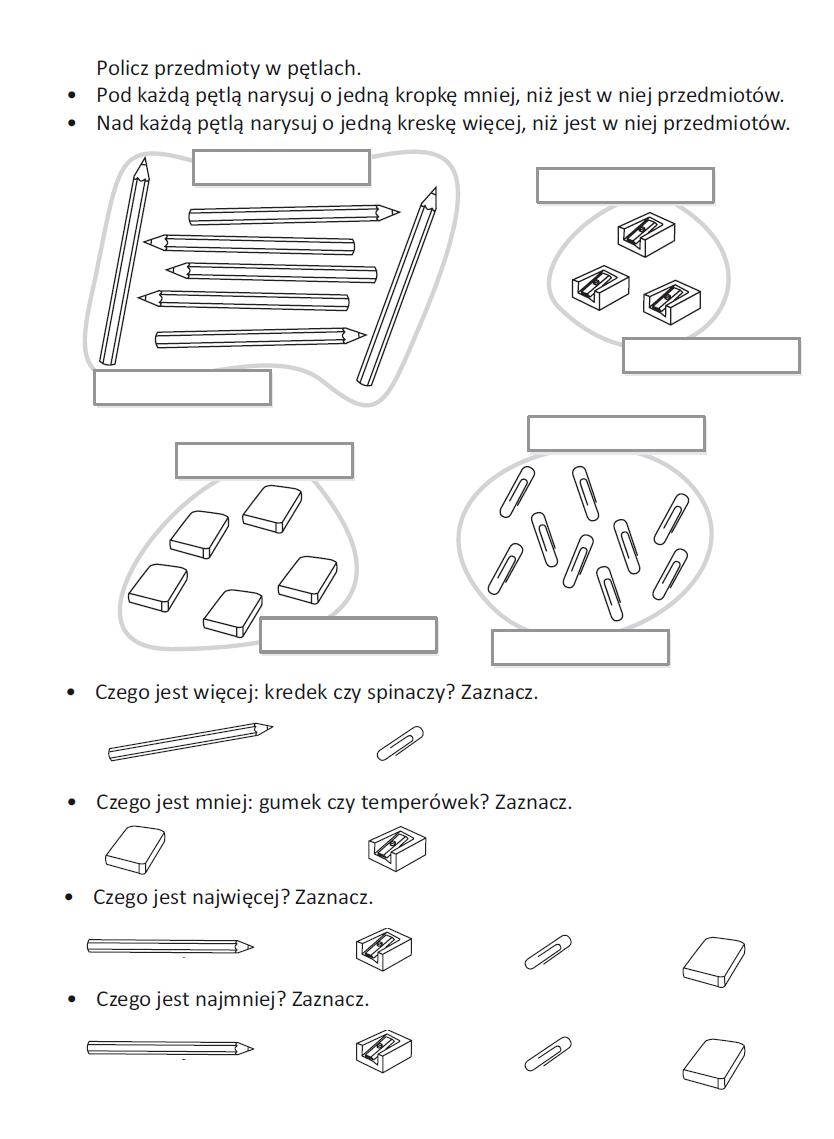 Policz przedmioty w pętlach.
• Pod każdą pętlą narysuj o jedną kropkę mniej, niż jest w niej przedmiotów.
• Nad każdą pętlą narysuj o jedną kreskę więcej, niż jest w niej przedmiotów.
• Czego jest więcej: kredek czy spinaczy? Zaznacz.
• Czego jest mniej: gumek czy temperówek? Zaznacz.
• Czego jest najwięcej? Zaznacz.
• Czego jest najmniej? Zaznacz.